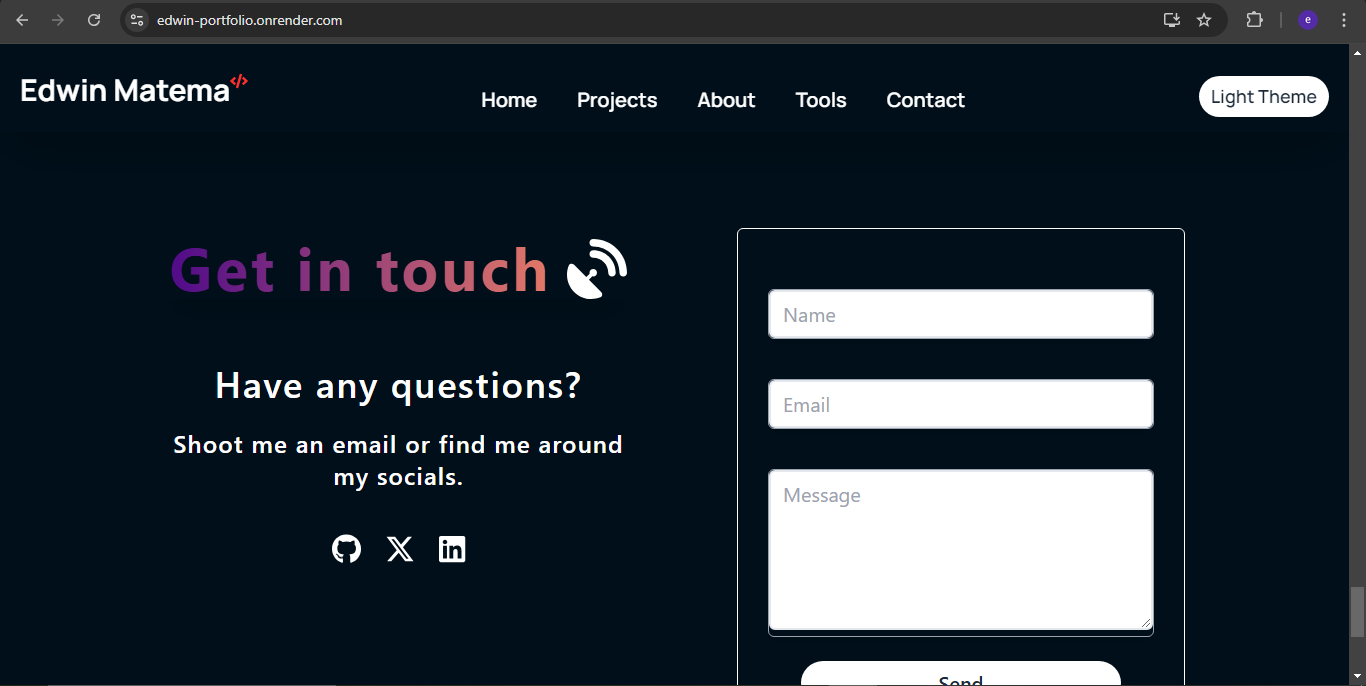 edwin-portfolio.onrender.com
e
Edwin Matema</>
Home Projects About Tools Contact
Light Theme
Get in touch
Have any questions?
Shoot me an email or find me around
my socials.
Name
Email
Message
Send